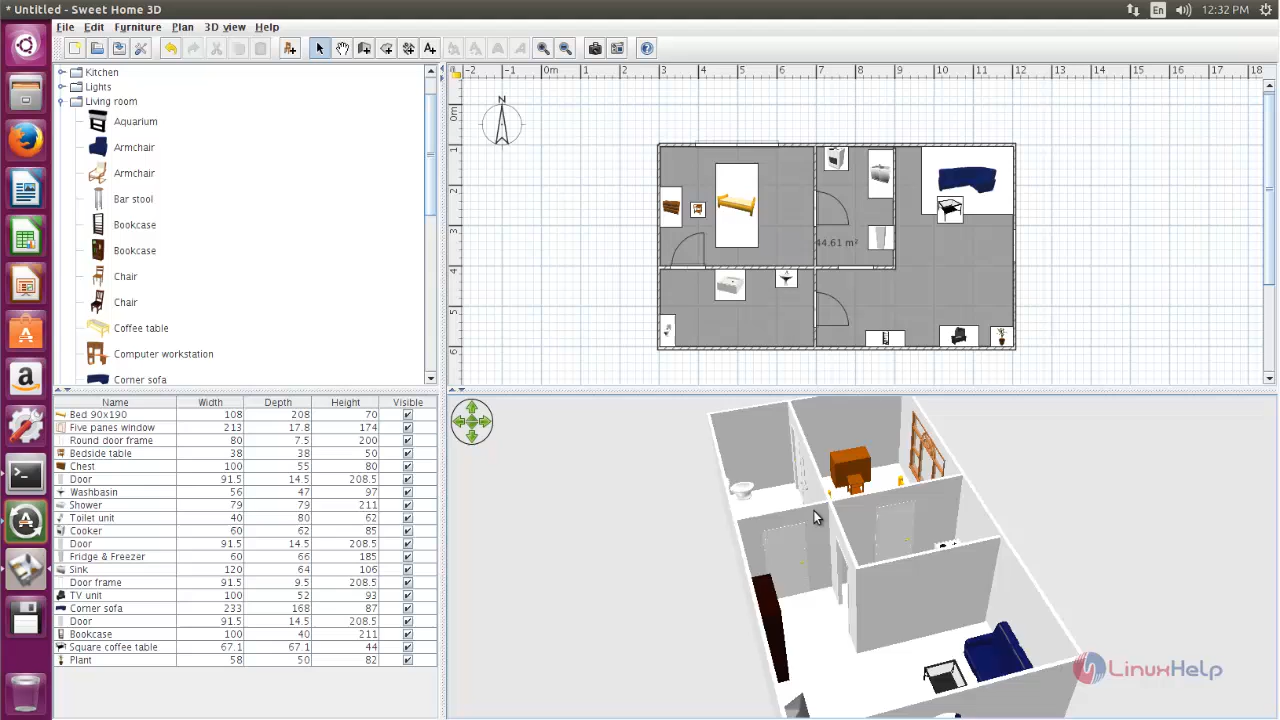 * Untitled - Sweet Home 3D
En 12:32 PM
File Edit Furniture Plan 3D view Help
Kitchen
Lights
Living room
Aquarium
Armchair
Armchair
Bar stool
Bookcase
Bookcase
Chair
Chair
Coffee table
Computer workstation
Corner sofa
-2 -1 0m 1 2 3 4 5 6 7 8 9 10 11 12 13 14 15 16 17 18
0m
1
2
3
4
5
6
N
44.61 m²
Name Width Depth Height Visible
Bed 90x190 108 208 70
Five panes window 213 17.8 174
Round door frame 80 7.5 200
Bedside table 38 38 50
Chest 100 55 80
Door 91.5 14.5 208.5
Washbasin 56 47 97
Shower 79 79 211
Toilet unit 40 80 62
Cooker 60 62 85
Door 91.5 14.5 208.5
Fridge & Freezer 60 66 185
Sink 120 64 106
Door frame 91.5 9.5 208.5
TV unit 100 52 93
Corner sofa 233 168 87
Door 91.5 14.5 208.5
Bookcase 100 40 211
Square coffee table 67.1 67.1 44
Plant 58 50 82
LinuxHelp